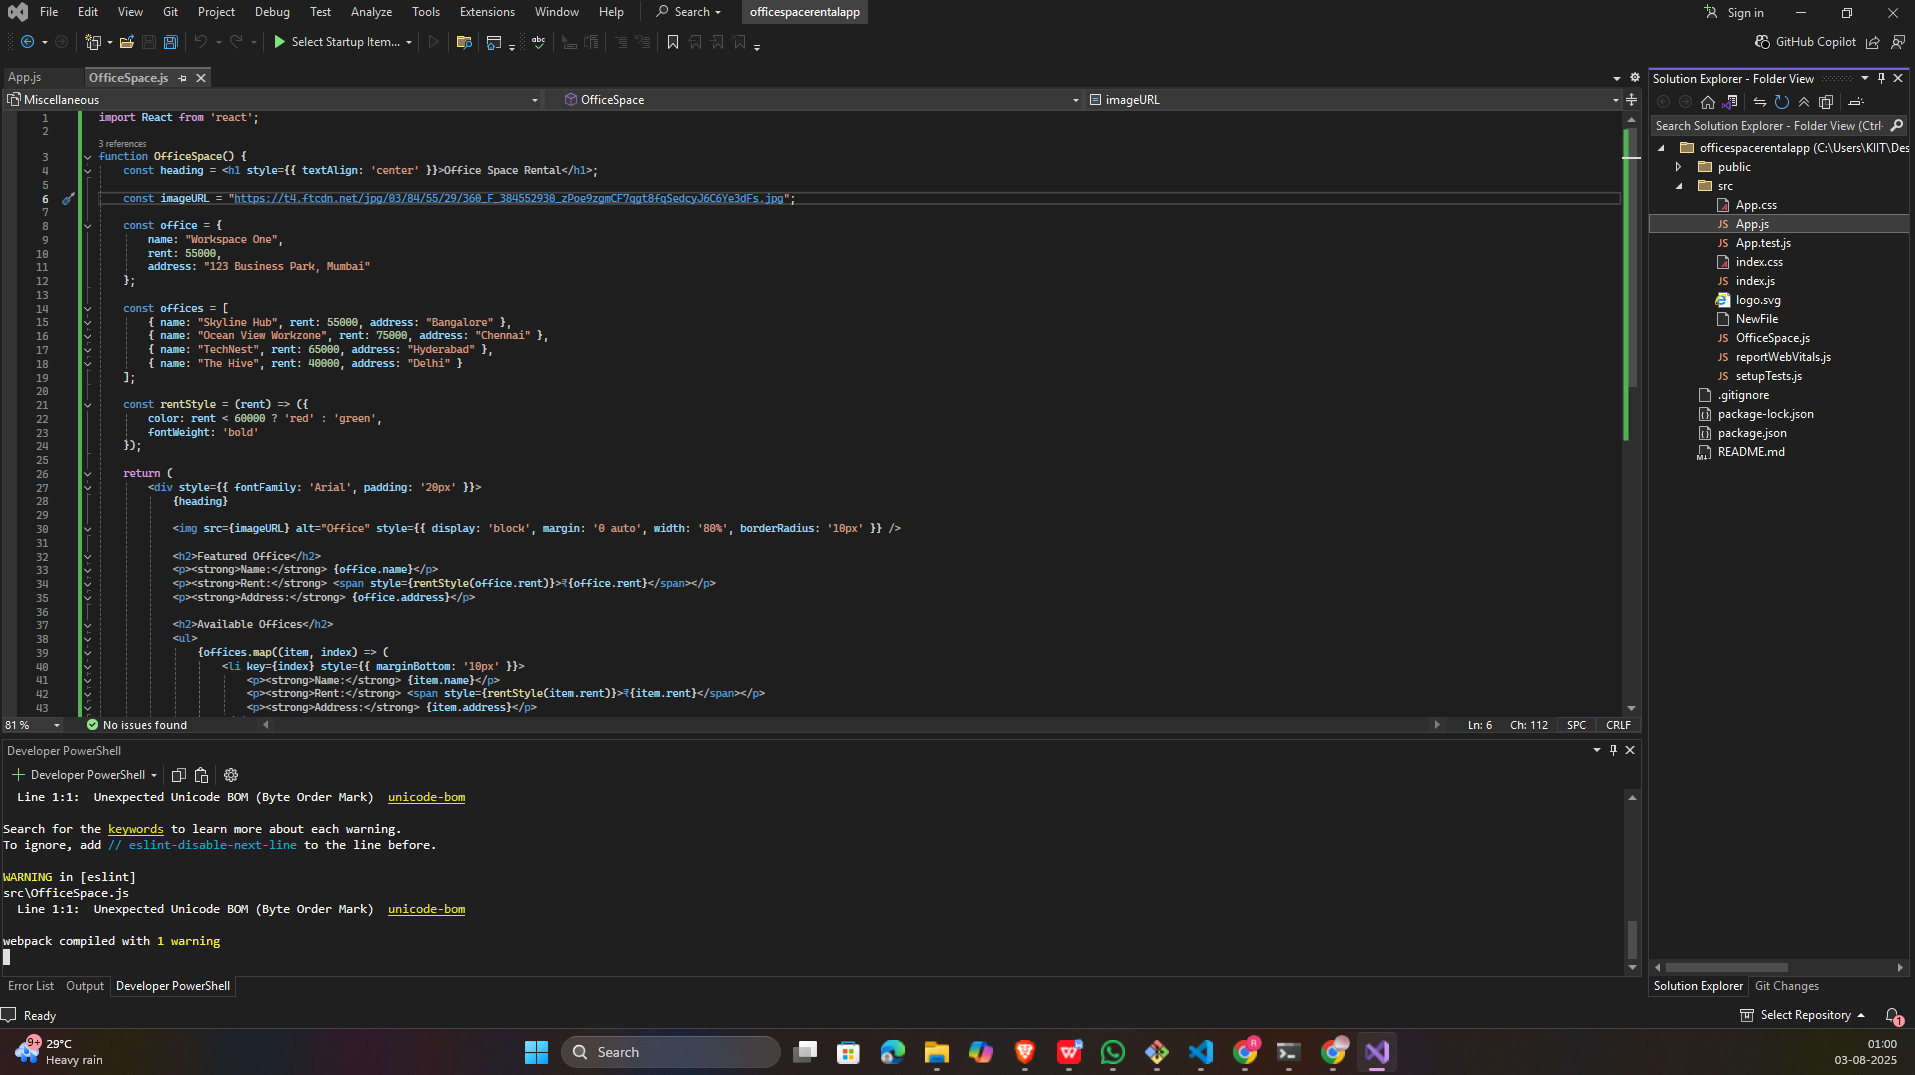 File Edit View Git Project Debug Test Analyze Tools Extensions Window Help Search officespacerentalapp Sign in
Select Startup Item... GitHub Copilot
App.js OfficeSpace.js
Miscellaneous OfficeSpace imageURL
1 import React from 'react';
2
3 references
3 function OfficeSpace() {
4 const heading = <h1 style={{ textAlign: 'center' }}>Office Space Rental</h1>;
5
6 const imageURL = "https://t4.ftcdn.net/jpg/03/84/55/29/360_F_384552930_zPoe9zgmCF7qgt8fqSedcyJ6C6Ye3dFs.jpg";
7
8 const office = {
9 name: "Workspace One",
10 rent: 55000,
11 address: "123 Business Park, Mumbai"
12 };
13
14 const offices = [
15 { name: "Skyline Hub", rent: 55000, address: "Bangalore" },
16 { name: "Ocean View Workzone", rent: 75000, address: "Chennai" },
17 { name: "TechNest", rent: 65000, address: "Hyderabad" },
18 { name: "The Hive", rent: 40000, address: "Delhi" }
19 ];
20
21 const rentStyle = (rent) => ({
22 color: rent < 60000 ? 'red' : 'green',
23 fontWeight: 'bold'
24 });
25
26 return (
27 <div style={{ fontFamily: 'Arial', padding: '20px' }}>
28 {heading}
29
30 <img src={imageURL} alt="Office" style={{ display: 'block', margin: '0 auto', width: '80%', borderRadius: '10px' }} />
31
32 <h2>Featured Office</h2>
33 <p><strong>Name:</strong> {office.name}</p>
34 <p><strong>Rent:</strong> <span style={rentStyle(office.rent)}>₹{office.rent}</span></p>
35 <p><strong>Address:</strong> {office.address}</p>
36
37 <h2>Available Offices</h2>
38 <ul>
39 {offices.map((item, index) => (
40 <li key={index} style={{ marginBottom: '10px' }}>
41 <p><strong>Name:</strong> {item.name}</p>
42 <p><strong>Rent:</strong> <span style={rentStyle(item.rent)}>₹{item.rent}</span></p>
43 <p><strong>Address:</strong> {item.address}</p>
81 % No issues found Ln: 6 Ch: 112 SPC CRLF
Developer PowerShell
Developer PowerShell
Line 1:1: Unexpected Unicode BOM (Byte Order Mark) unicode-bom
Search for the keywords to learn more about each warning.
To ignore, add // eslint-disable-next-line to the line before.
WARNING in [eslint]
src\OfficeSpace.js
Line 1:1: Unexpected Unicode BOM (Byte Order Mark) unicode-bom
webpack compiled with 1 warning
Error List Output Developer PowerShell
Solution Explorer - Folder View
Search Solution Explorer - Folder View (Ctrl-
officespacerentalapp (C:\Users\KIIT\Des
public
src
App.css
App.js
App.test.js
index.css
index.js
logo.svg
NewFile
OfficeSpace.js
reportWebVitals.js
setupTests.js
.gitignore
package-lock.json
package.json
README.md
Solution Explorer Git Changes
Ready Select Repository 1
9+ 29°C
Heavy rain
Search
01:00
03-08-2025